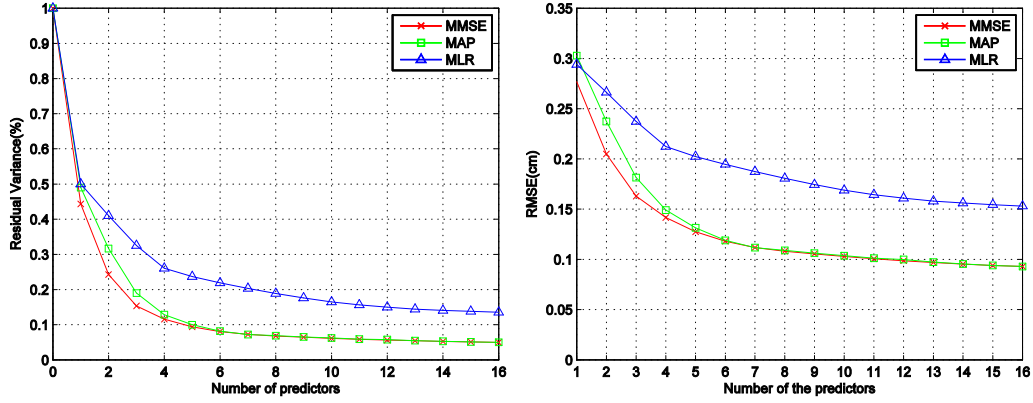 1
0.9
0.8
0.7
0.6
0.5
0.4
0.3
0.2
0.1
0
Residual Variance(%)
0 2 4 6 8 10 12 14 16
Number of predictors
MMSE
MAP
MLR
0.35
0.3
0.25
0.2
0.15
0.1
0.05
0
RMSE(cm)
1 2 3 4 5 6 7 8 9 10 11 12 13 14 15 16
Number of the predictors
MMSE
MAP
MLR